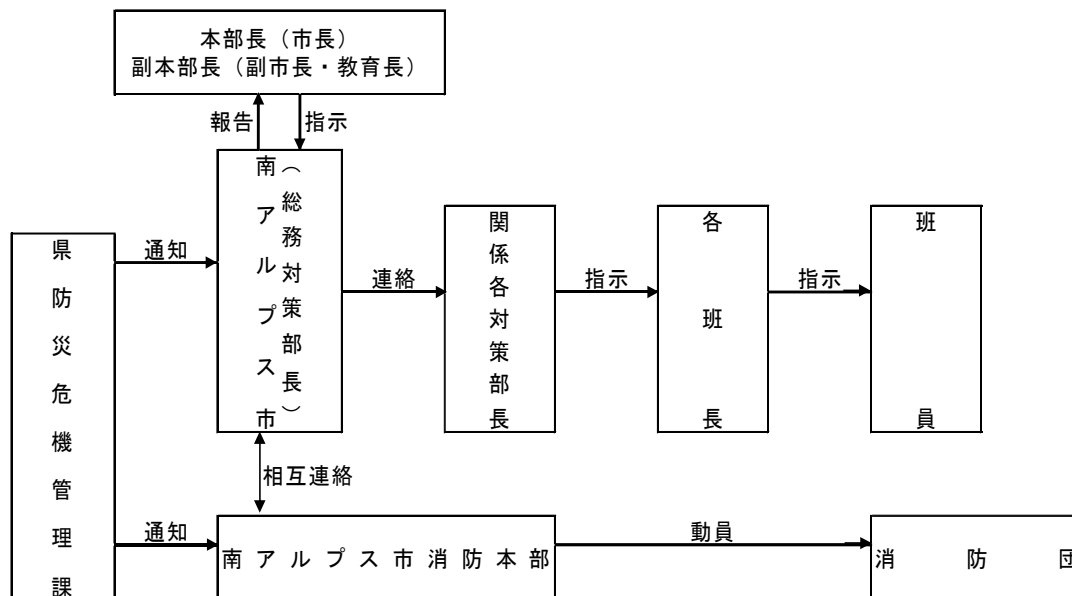 本部長（市長）
副本部長（副市長・教育長）
報告
指示
南アルプス市
（総務対策部長）
県防災危機管理課
通知
連絡
関係各対策部長
指示
各班長
指示
班員
相互連絡
通知
南アルプス市消防本部
動員
消防団